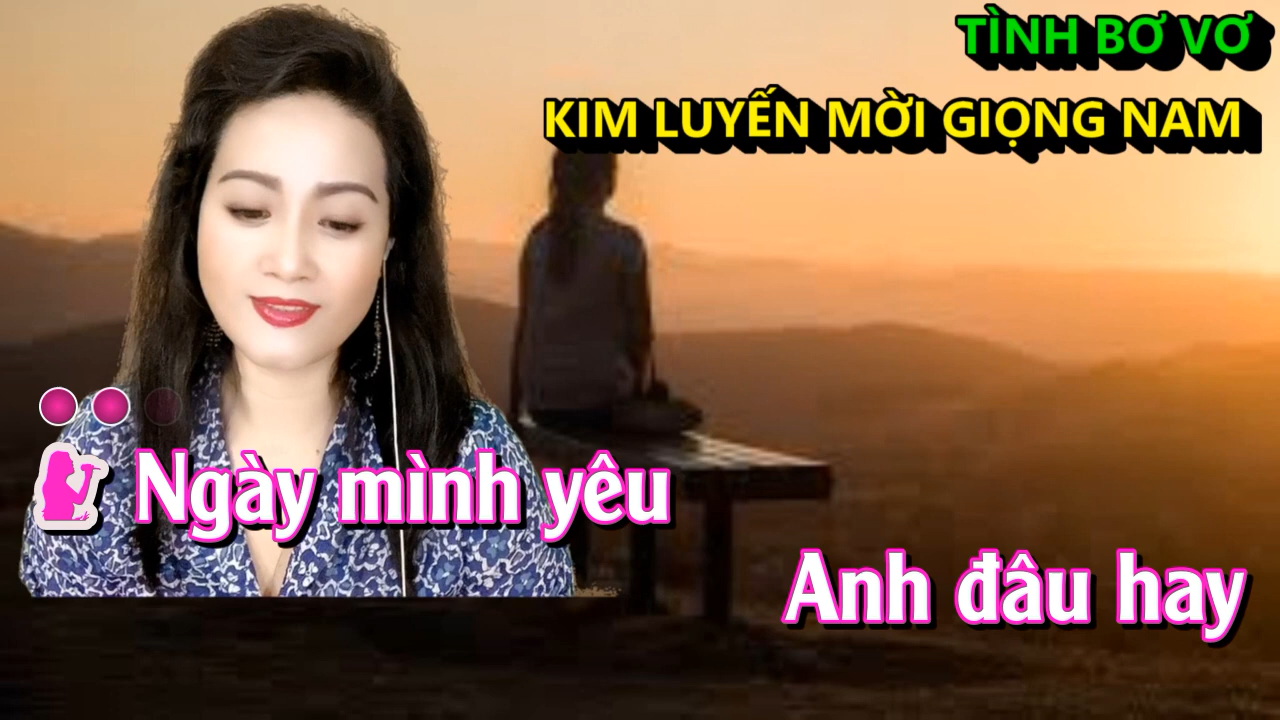 TÌNH BƠ VƠ
KIM LUYẾN MỜI GIỌNG NAM
Ngày mình yêu
Anh đâu hay